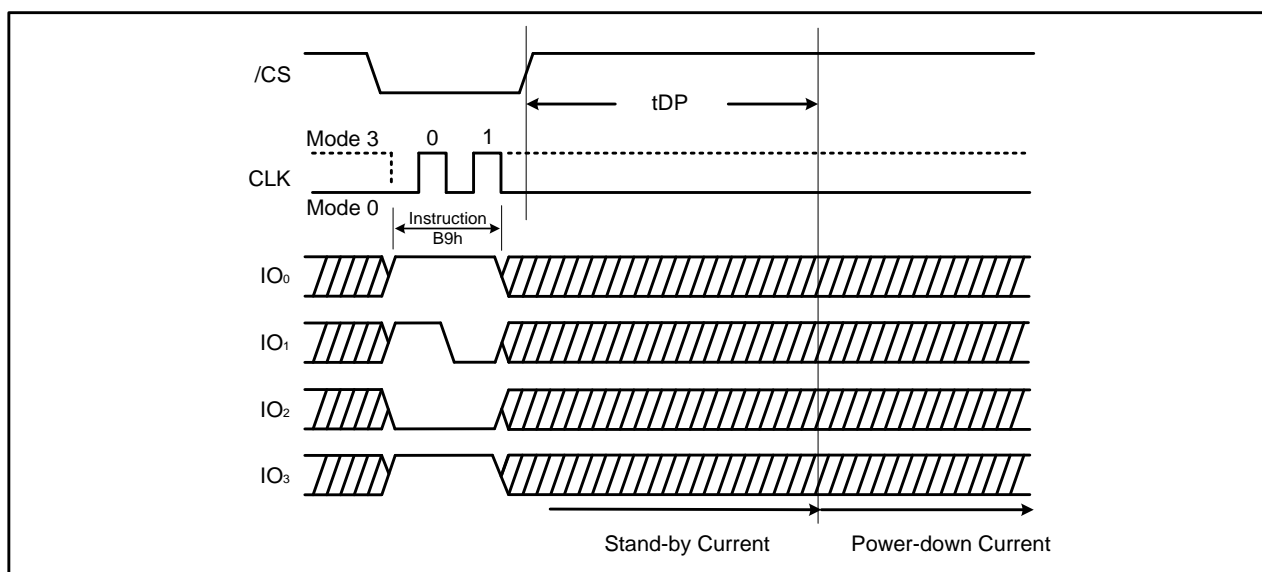 /CS
tDP
Mode 3
0
1
CLK
Mode 0
Instruction
B9h
IO₀
IO₁
IO₂
IO₃
Stand-by Current
Power-down Current